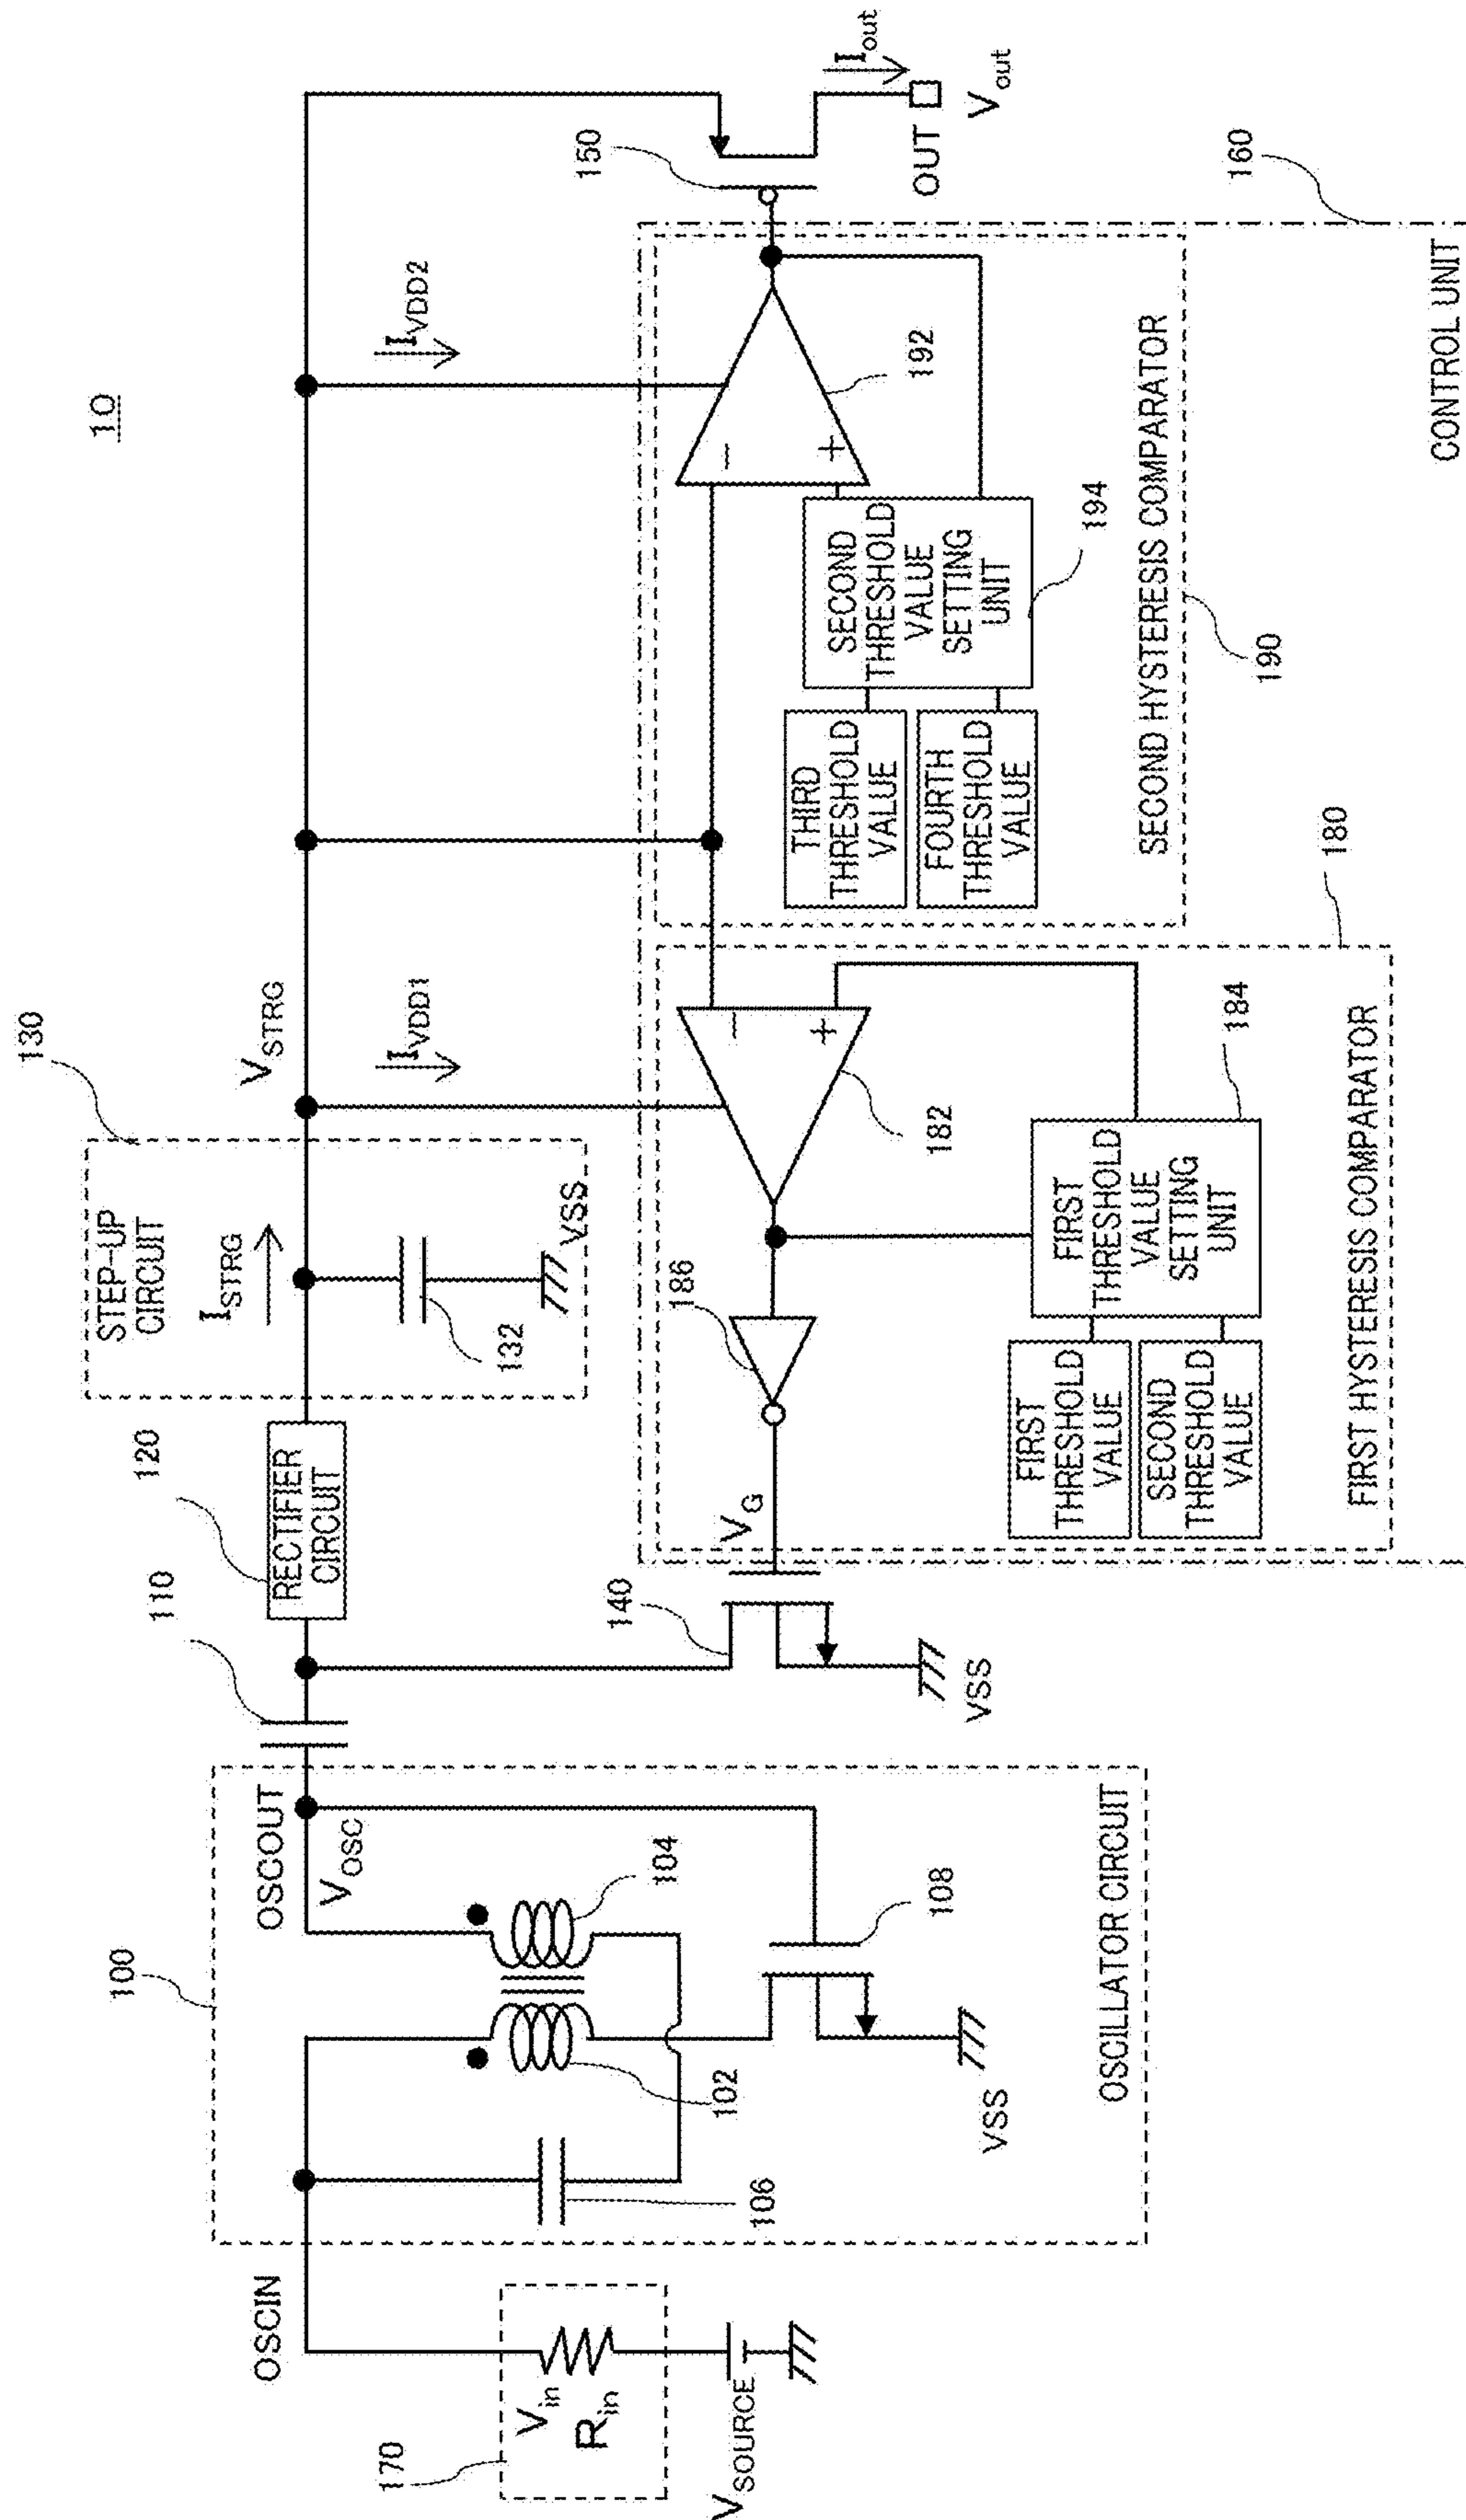 10
100
OSCIN
V_in
R_in
170
V_SOURCE
OSCOUT
V_OSC
102
104
106
108
VSS
OSCILLATOR CIRCUIT
110
120
RECTIFIER
CIRCUIT
130
STEP-UP
CIRCUIT
I_STRG
132
VSS
V_STRG
I_VDD1
I_VDD2
140
VSS
V_G
186
182
FIRST
THRESHOLD
VALUE
SECOND
THRESHOLD
VALUE
FIRST
THRESHOLD
VALUE
SETTING
UNIT
184
−
+
FIRST HYSTERESIS COMPARATOR
180
THIRD
THRESHOLD
VALUE
FOURTH
THRESHOLD
VALUE
SECOND
THRESHOLD
VALUE
SETTING
UNIT
194
−
+
192
SECOND HYSTERESIS COMPARATOR
190
150
I_out
OUT
V_out
160
CONTROL UNIT